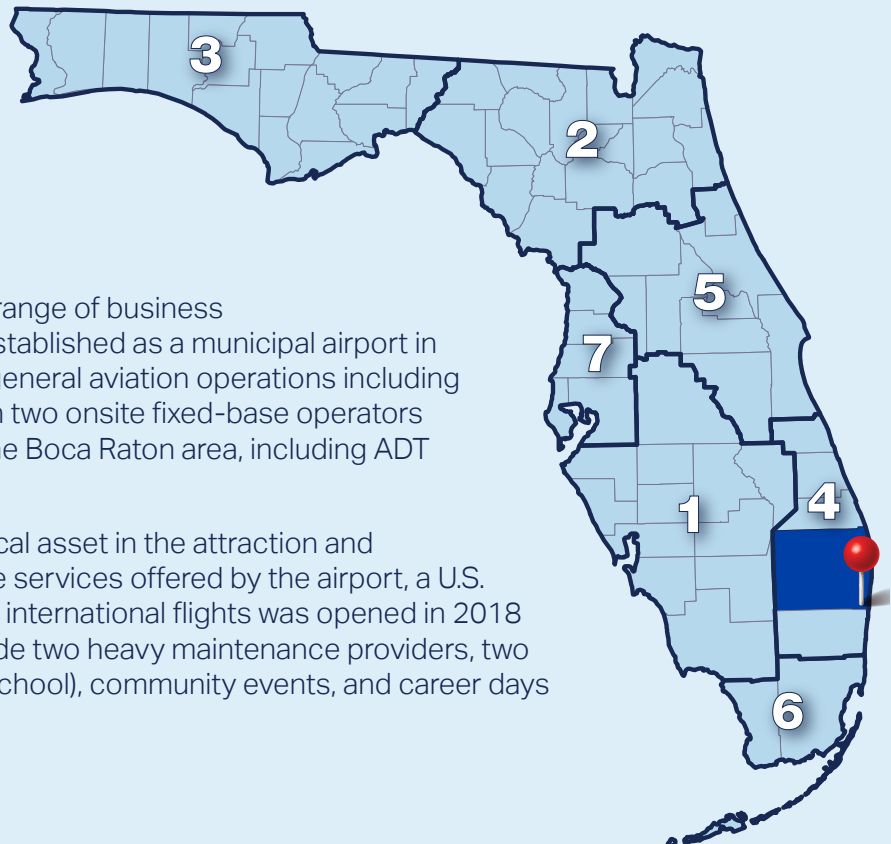 3
2
5
range of business
stablished as a municipal airport in
general aviation operations including
7
two onsite fixed-base operators
e Boca Raton area, including ADT
1
4
cal asset in the attraction and
e services offered by the airport, a U.S.
international flights was opened in 2018
de two heavy maintenance providers, two
chool), community events, and career days
6